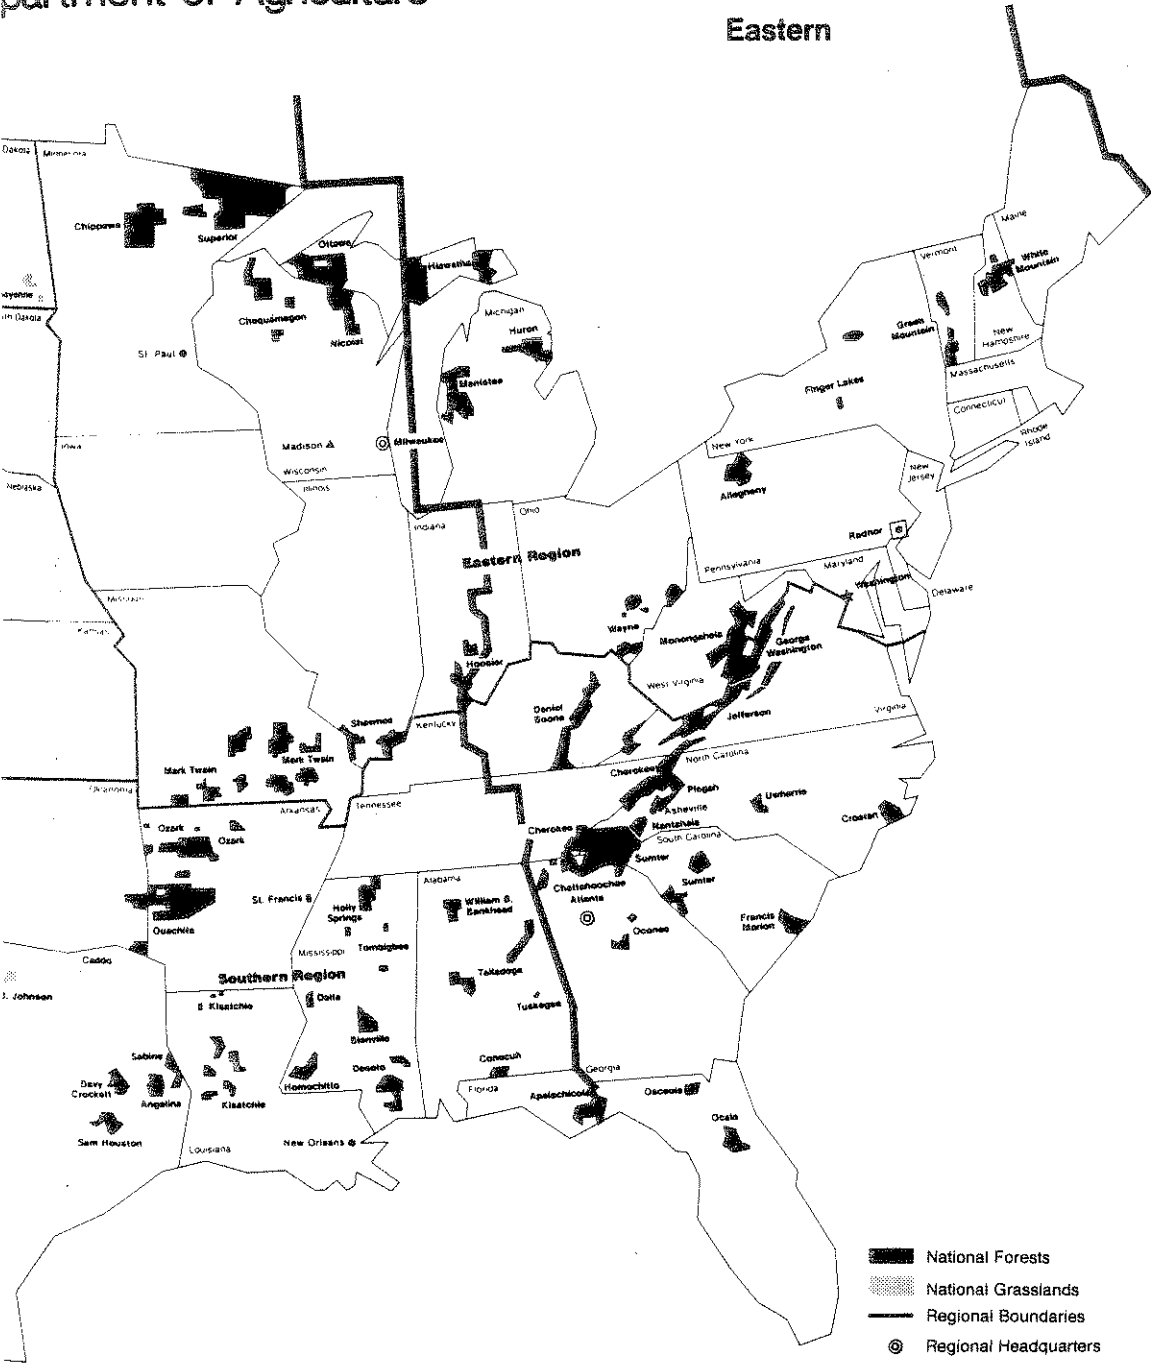 Eastern
Dakota
Minnesota
Maine
Chippewa
Superior
Ottawa
Vermont
White
Mountain
Hiawatha
Michigan
Chequamegon
Huron
Green
Mountain
New
Hampshire
Nicolet
St. Paul
Massachusetts
Manistee
Finger Lakes
Connecticut
Rhode
Island
Iowa
Madison
Milwaukee
New York
Wisconsin
Illinois
New
Jersey
Nebraska
Allegheny
Ohio
Indiana
Radnor
Eastern Region
Pennsylvania
Maryland
Washington
Delaware
Missouri
Kansas
Wayne
Monongahela
George
Washington
Hoosier
West Virginia
Daniel
Boone
Jefferson
Virginia
Shawnee
Kentucky
Mark Twain
Mark Twain
North Carolina
Cherokee
Pisgah
Oklahoma
Uwharrie
Arkansas
Tennessee
Asheville
Croatan
Nantahala
Ozark
Cherokee
South Carolina
Ozark
Sumter
Alabama
Chattahoochee
Sumter
St. Francis
William B.
Bankhead
Atlanta
Holly
Springs
Francis
Marion
Ouachita
Oconee
Tombigbee
Mississippi
Caddo
Talladega
Southern Region
Delta
Kisatchie
Tuskegee
Bienville
Sabine
Conecuh
Desoto
Georgia
Davy
Crockett
Homochitto
Florida
Apalachicola
Osceola
Angelina
Kisatchie
Ocala
Sam Houston
New Orleans
Louisiana
National Forests
National Grasslands
Regional Boundaries
Regional Headquarters